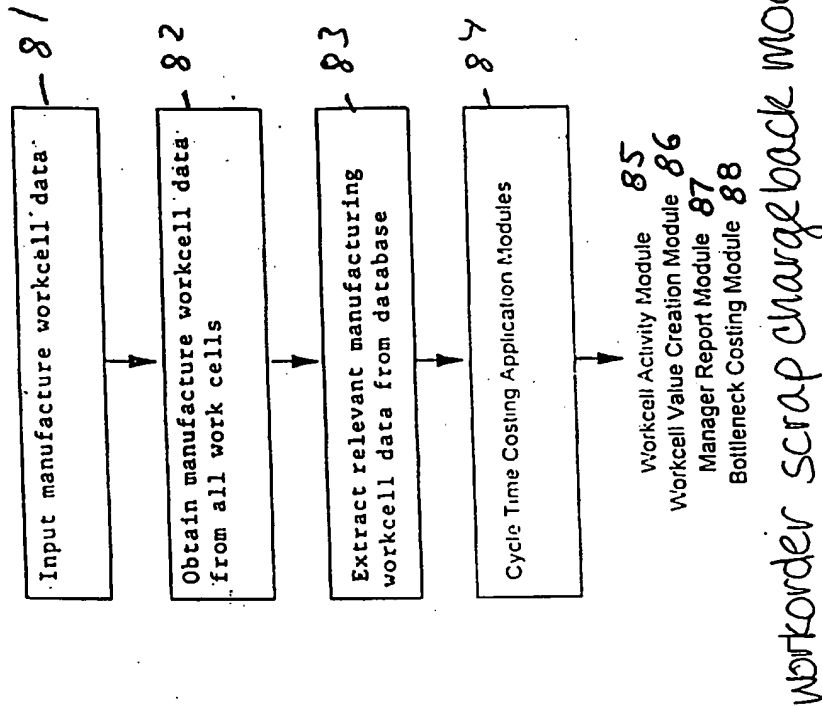 Input manufacture workcell data - 81
Obtain manufacture workcell data - 82
from all work cells
Extract relevant manufacturing - 83
workcell data from database
Cycle Time Costing Application Modules - 84
Workcell Activity Module 85
Workcell Value Creation Module 86
Manager Report Module 87
Bottleneck Costing Module 88
workorder scrap chargeback